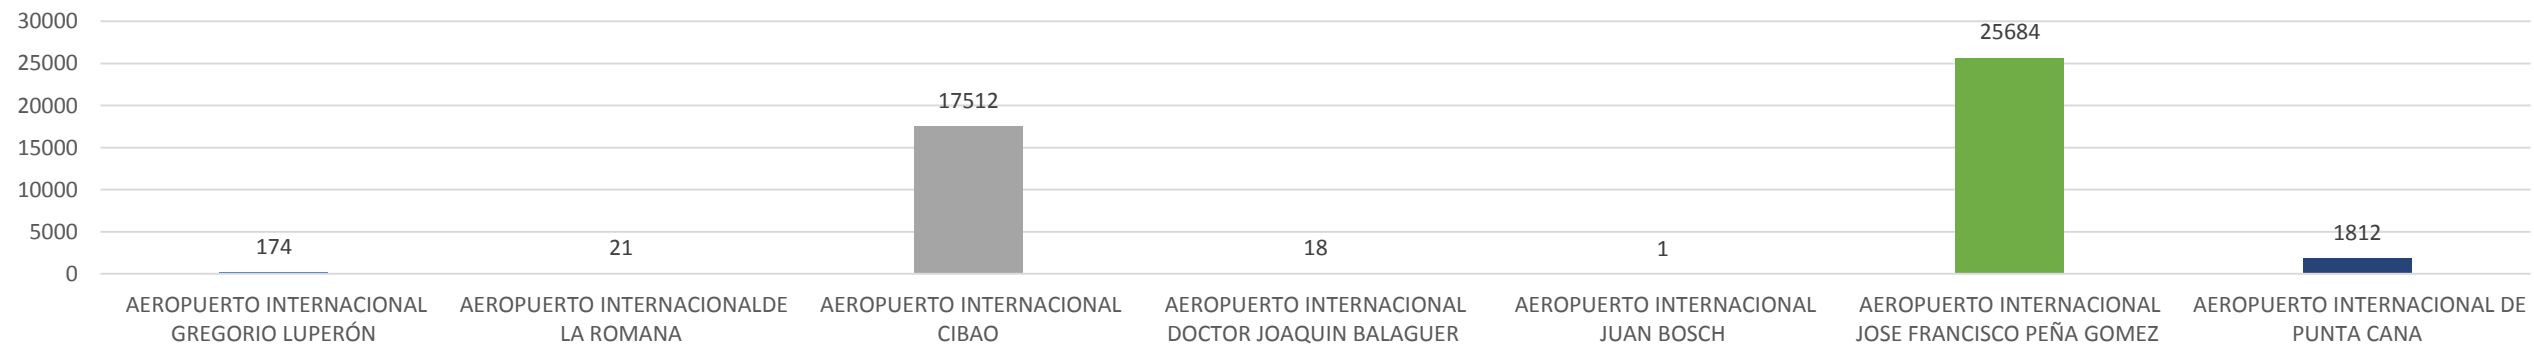 30000
25000
20000
15000
10000
5000
0
174
21
17512
18
1
25684
1812
AEROPUERTO INTERNACIONAL
GREGORIO LUPERÓN
AEROPUERTO INTERNACIONALDE
LA ROMANA
AEROPUERTO INTERNACIONAL
CIBAO
AEROPUERTO INTERNACIONAL
DOCTOR JOAQUIN BALAGUER
AEROPUERTO INTERNACIONAL
JUAN BOSCH
AEROPUERTO INTERNACIONAL
JOSE FRANCISCO PEÑA GOMEZ
AEROPUERTO INTERNACIONAL DE
PUNTA CANA